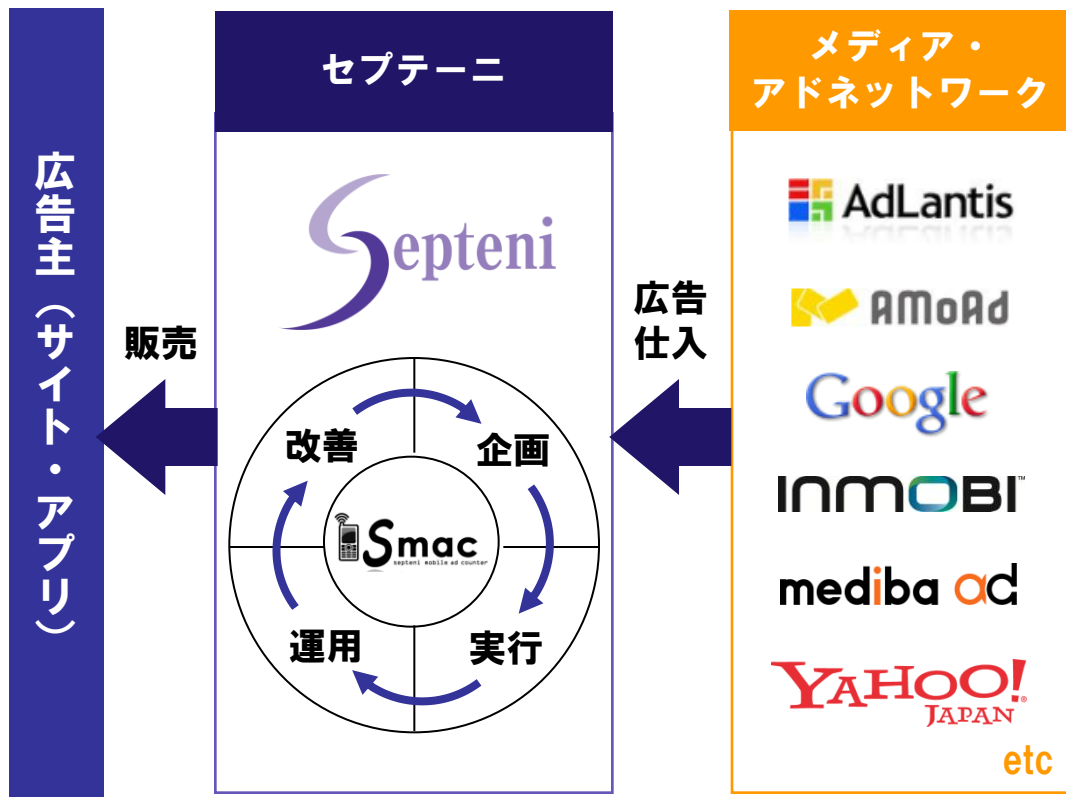 広告主（サイト・アプリ）
販売
セプテーニ
Septeni
改善
企画
Smac
septeni mobile ad counter
運用
実行
広告
仕入
メディア・
アドネットワーク
AdLantis
AMoAd
Google
INMOBI™
mediba ad
YAHOO!®
JAPAN
etc